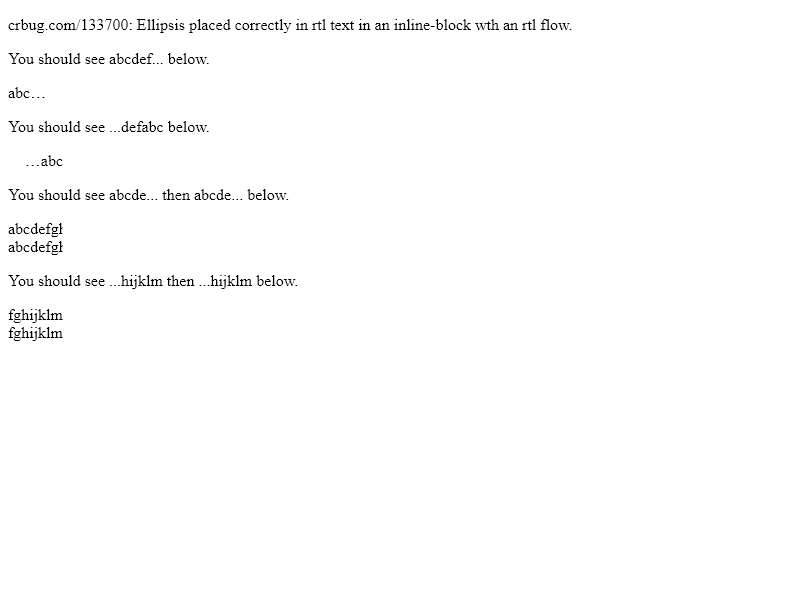 crbug.com/133700: Ellipsis placed correctly in rtl text in an inline-block wth an rtl flow.
You should see abcdef... below.
abc…
You should see ...defabc below.
…abc
You should see abcde... then abcde... below.
abcdefgł
abcdefgł
You should see ...hijklm then ...hijklm below.
fghijklm
fghijklm